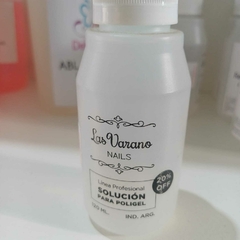 Las Varano
NAILS
Línea Profesional
SOLUCIÓN
PARA POLIGEL
20%
OFF
IND. ARG.